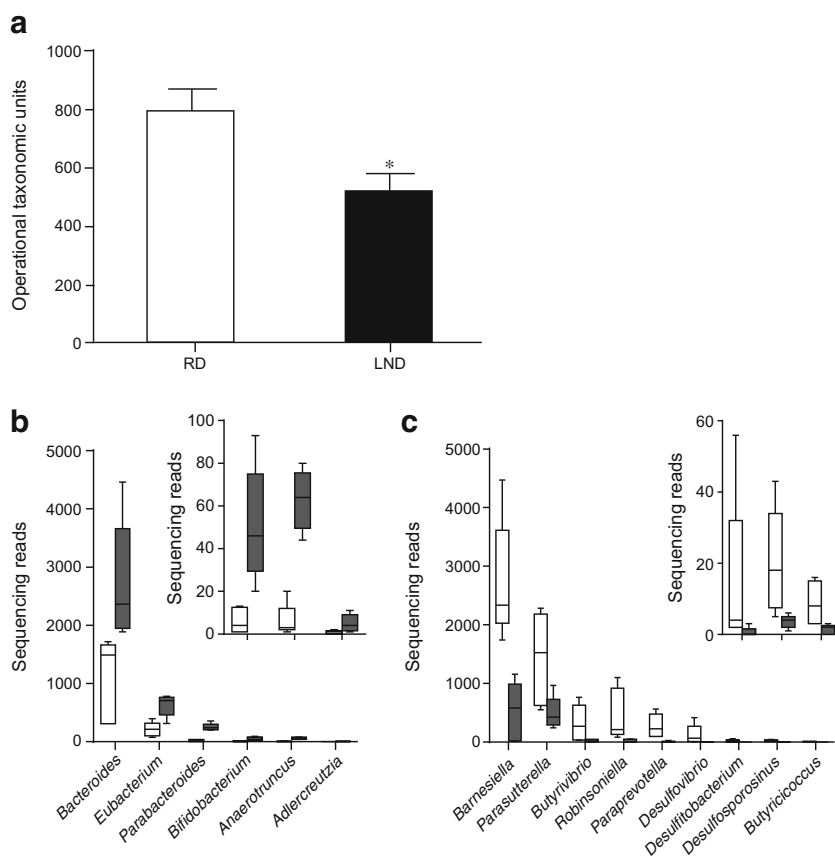 a
Operational taxonomic units
1000
800
600
400
200
0
*
RD
LND
b
Sequencing reads
5000
4000
3000
2000
1000
0
Sequencing reads
100
80
60
40
20
0
Bacteroides
Eubacterium
Parabacteroides
Bifidobacterium
Anaerotruncus
Adlercreutzia
c
Sequencing reads
5000
4000
3000
2000
1000
0
Sequencing reads
60
40
20
0
Barnesiella
Parasutterella
Butyrivibrio
Robinsoniella
Paraprevotella
Desulfovibrio
Desulfitobacterium
Desulfosporosinus
Butyricicoccus